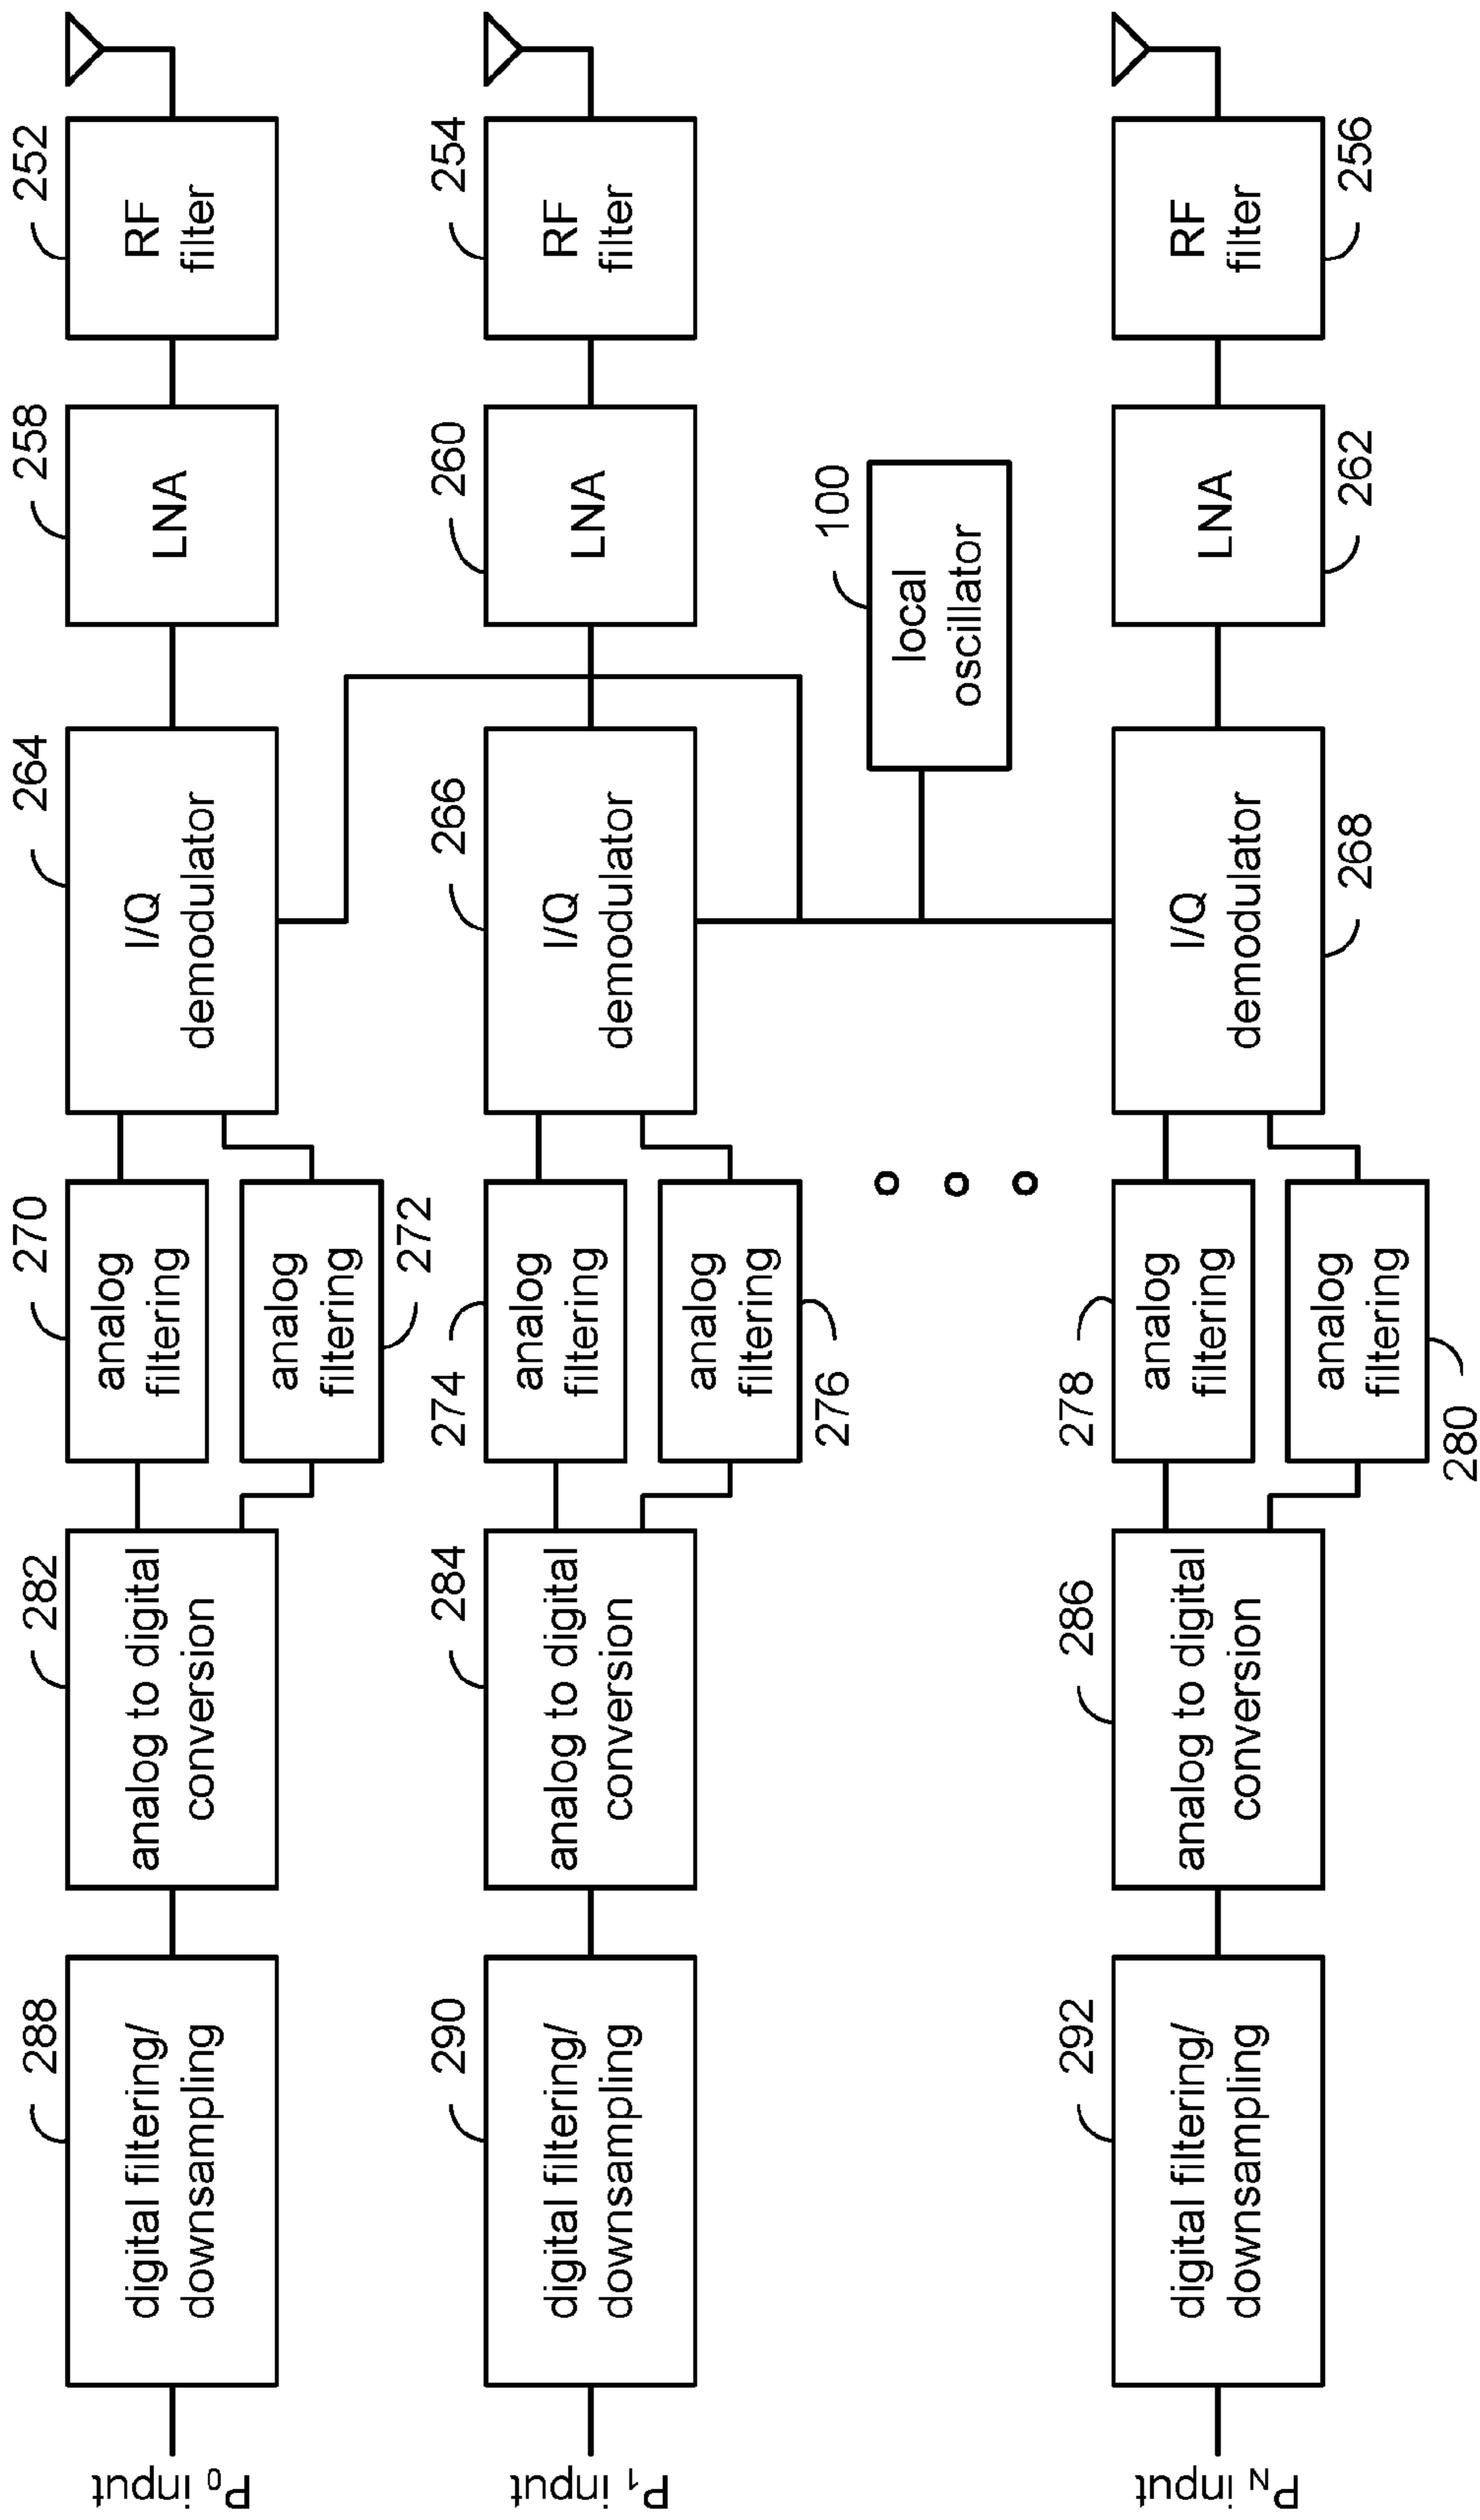 288
282
270
264
258
252
P0 input
digital filtering/
downsampling
analog to digital
conversion
analog
filtering
analog
filtering
I/Q
demodulator
LNA
RF
filter
272
290
284
274
266
260
254
P1 input
digital filtering/
downsampling
analog to digital
conversion
analog
filtering
analog
filtering
I/Q
demodulator
LNA
RF
filter
276
100
local
oscillator
292
286
278
PN input
digital filtering/
downsampling
analog to digital
conversion
analog
filtering
analog
filtering
I/Q
demodulator
LNA
RF
filter
280
268
262
256